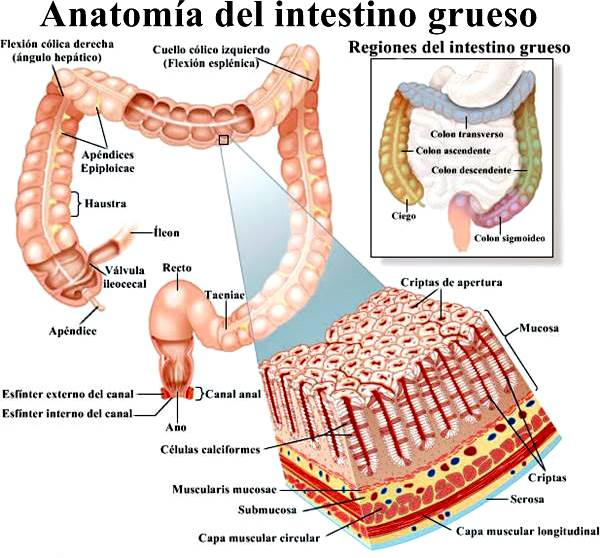 Anatomía del intestino grueso
Flexión cólica derecha
(ángulo hepático)
Cuello cólico izquierdo
(Flexión esplénica)
Regiones del intestino grueso
Colon transverso
Colon ascendente
Colon descendente
Ciego
Colon sigmoideo
Apéndices
Epiploicae
Haustra
Íleon
Válvula
ileocecal
Apéndice
Recto
Taeniae
Criptas de apertura
Mucosa
Esfínter externo del canal
Esfínter interno del canal
Canal anal
Ano
Células calciformes
Criptas
Muscularis mucosae
Serosa
Submucosa
Capa muscular circular
Capa muscular longitudinal